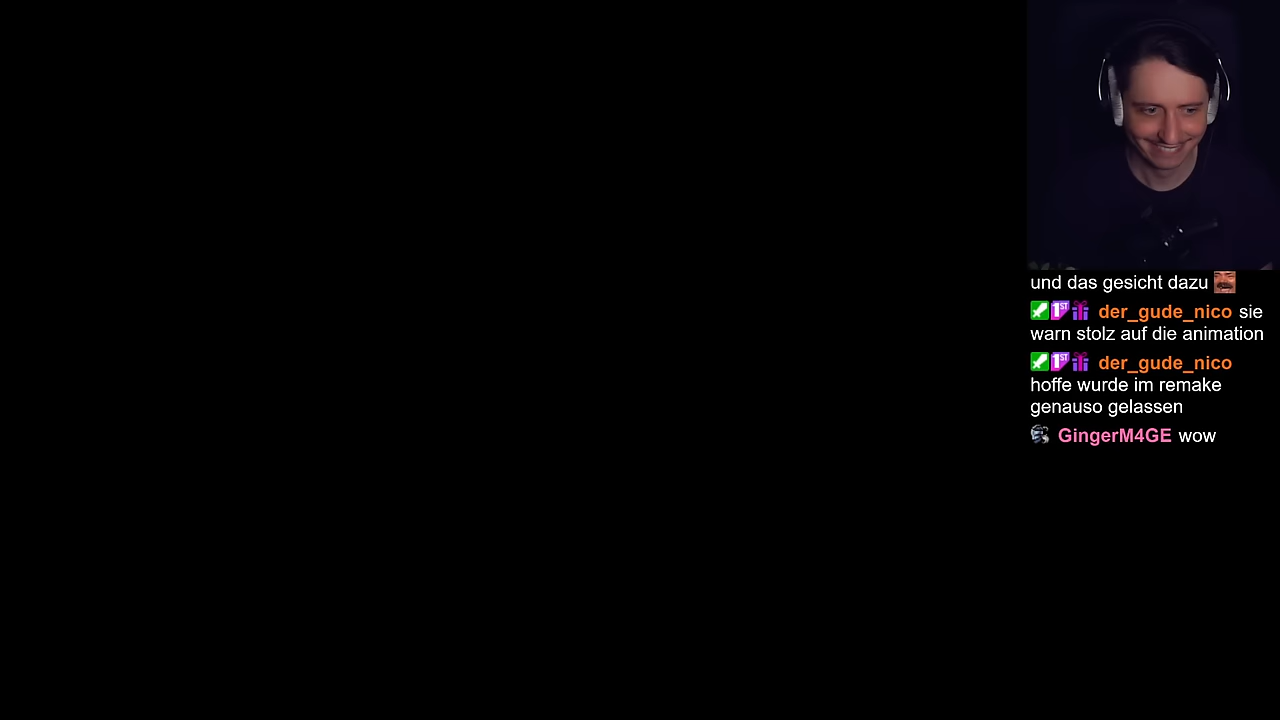 und das gesicht dazu
der_gude_nico sie
warn stolz auf die animation
der_gude_nico
hoffe wurde im remake
genauso gelassen
GingerM4GE wow